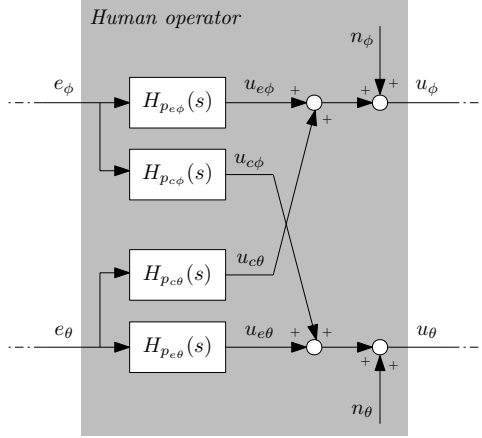 Human operator
n_ϕ
e_ϕ
H_{p_{eϕ}}(s)
u_{eϕ}
+
+
+
+
u_ϕ
H_{p_{cϕ}}(s)
u_{cϕ}
H_{p_{cθ}}(s)
u_{cθ}
e_θ
H_{p_{eθ}}(s)
u_{eθ}
+
+
+
+
u_θ
n_θ